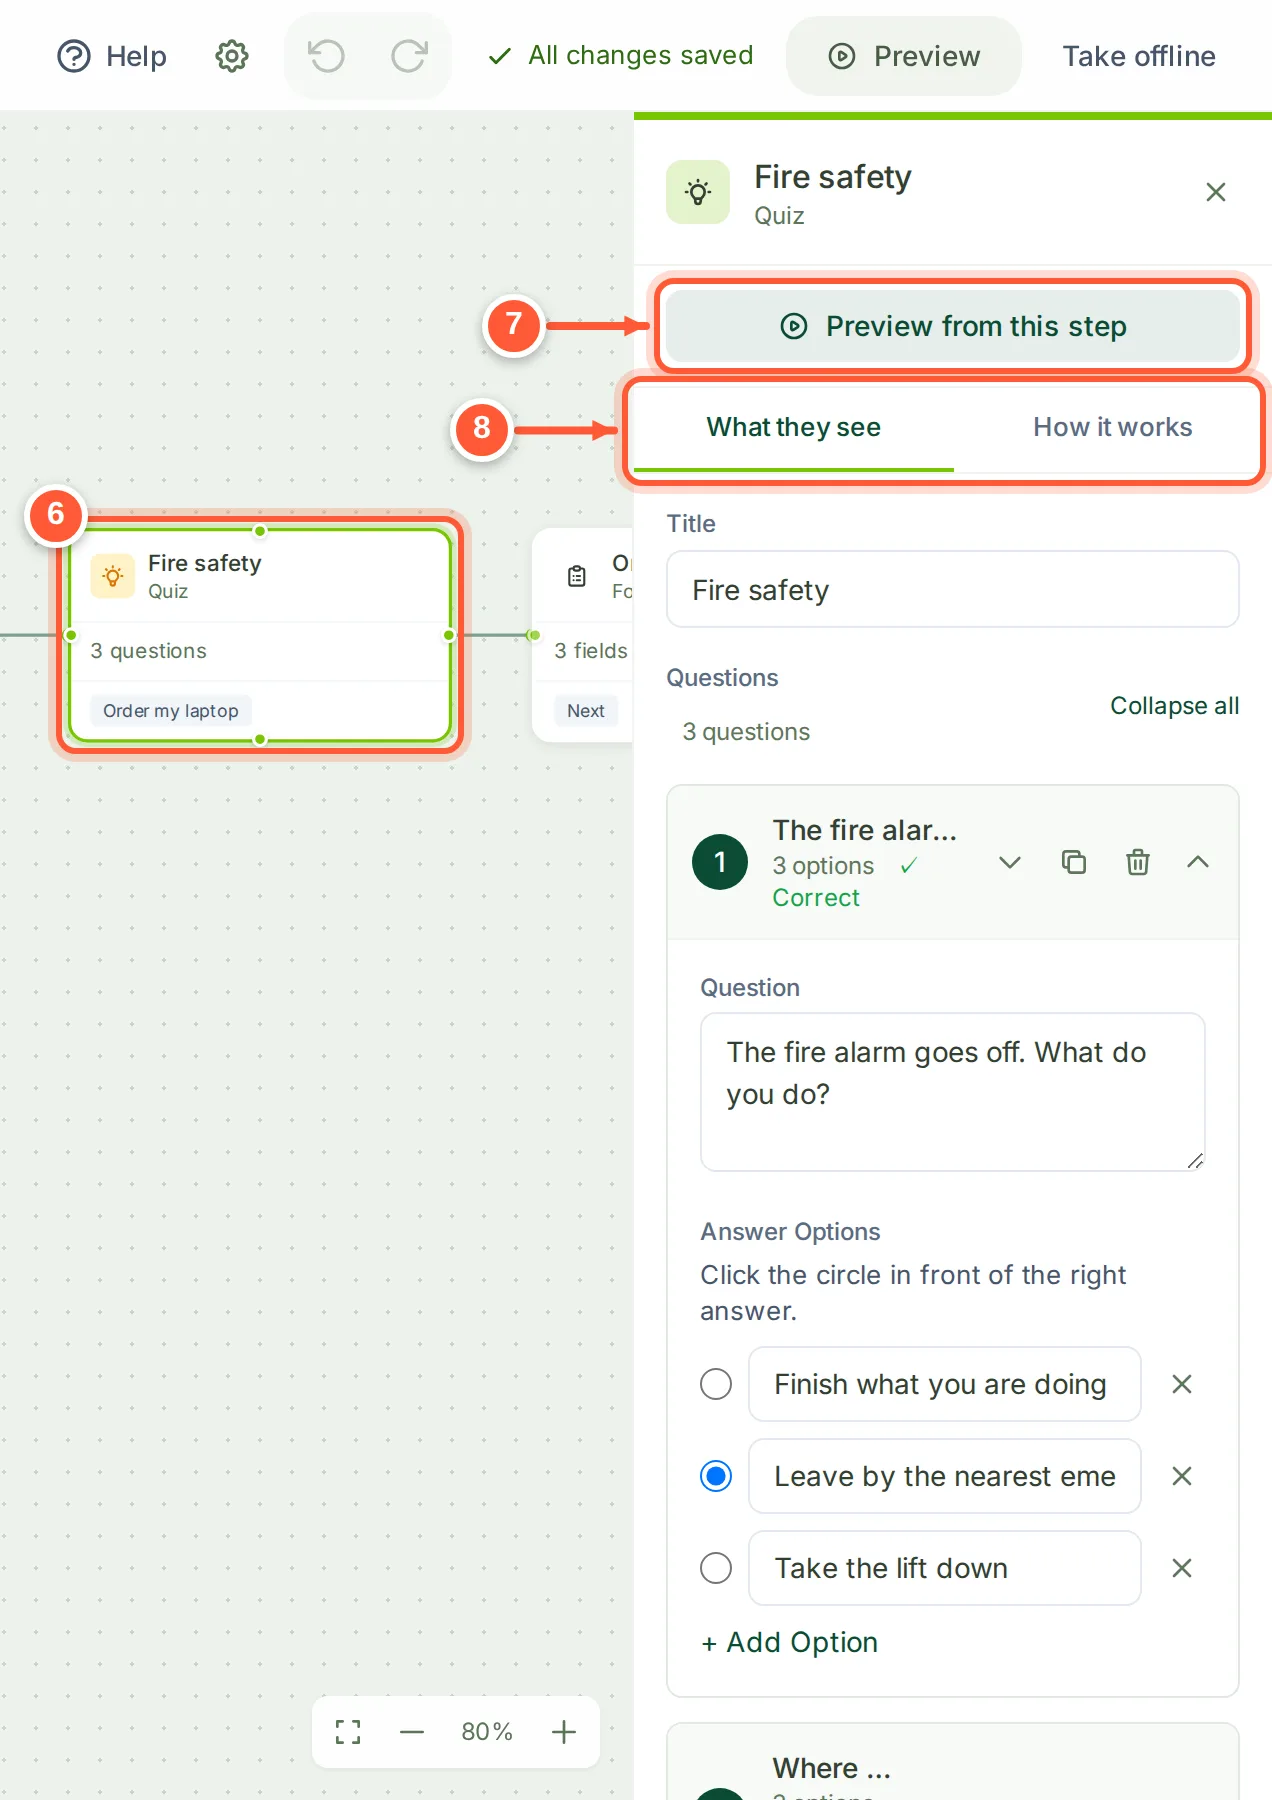 Help
All changes saved
Preview
Take offline
Fire safety
Quiz
7
Preview from this step
8
What they see
How it works
6
Fire safety
Quiz
3 questions
Order my laptop
3 fields
Next
Title
Fire safety
Questions
3 questions
Collapse all
1
The fire alar...
3 options ✓
Correct
Question
The fire alarm goes off. What do
you do?
Answer Options
Click the circle in front of the right
answer.
Finish what you are doing
Leave by the nearest eme
Take the lift down
+ Add Option
80%
Where ...